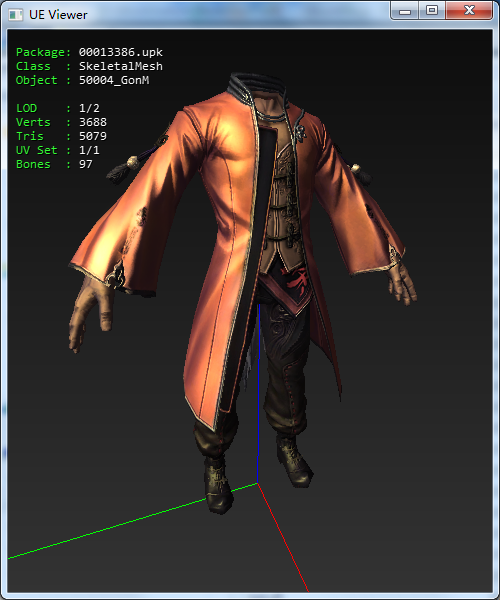 UE Viewer
Package: 00013386.upk
Class  : SkeletalMesh
Object : 50004_GonM
LOD    : 1/2
Verts  : 3688
Tris   : 5079
UV Set : 1/1
Bones  : 97